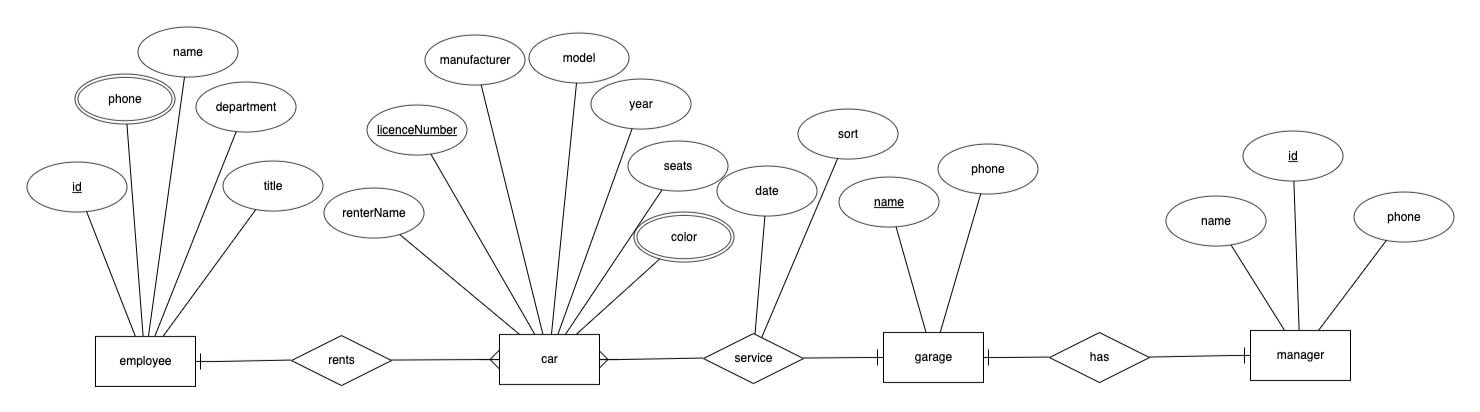 name
phone
department
id
title
manufacturer
model
licenceNumber
year
seats
renterName
color
date
sort
name
phone
id
name
phone
employee
rents
car
service
garage
has
manager